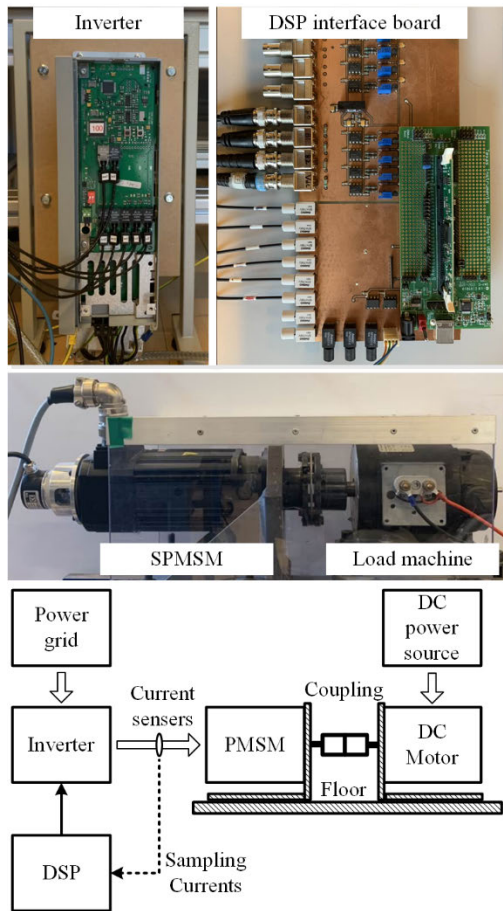 Inverter
DSP interface board
100
SPMSM
Load machine
Power
grid
DC
power
source
Current
sensers
Coupling
Inverter
PMSM
DC
Motor
Floor
DSP
Sampling
Currents